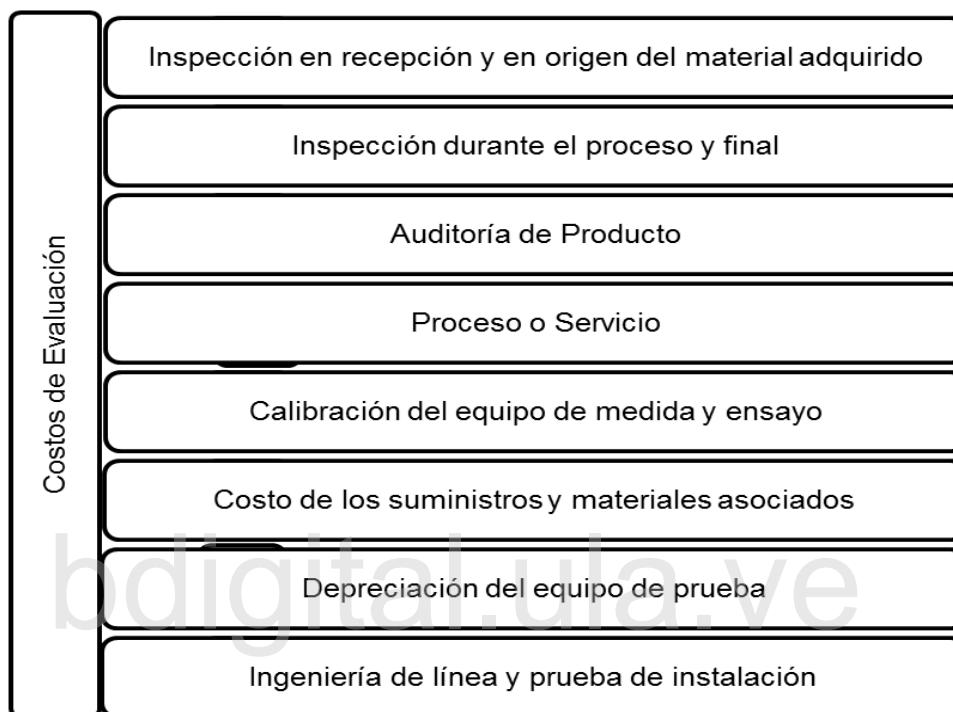 Costos de Evaluación
Inspección en recepción y en origen del material adquirido
Inspección durante el proceso y final
Auditoría de Producto
Proceso o Servicio
Calibración del equipo de medida y ensayo
Costo de los suministros y materiales asociados
Depreciación del equipo de prueba
Ingeniería de línea y prueba de instalación
bdigital.ula.ve